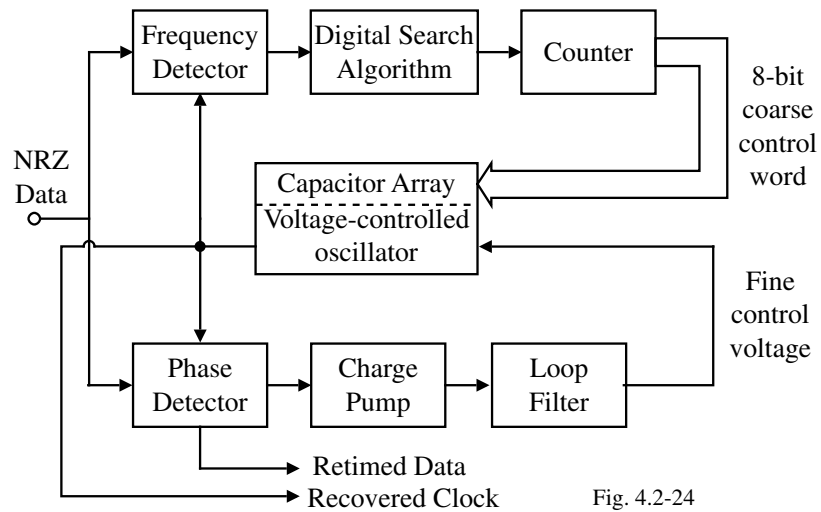 Frequency
Detector
Digital Search
Algorithm
Counter
8-bit
coarse
control
word
NRZ
Data
Capacitor Array
Voltage-controlled
oscillator
Fine
control
voltage
Phase
Detector
Charge
Pump
Loop
Filter
Retimed Data
Recovered Clock
Fig. 4.2-24